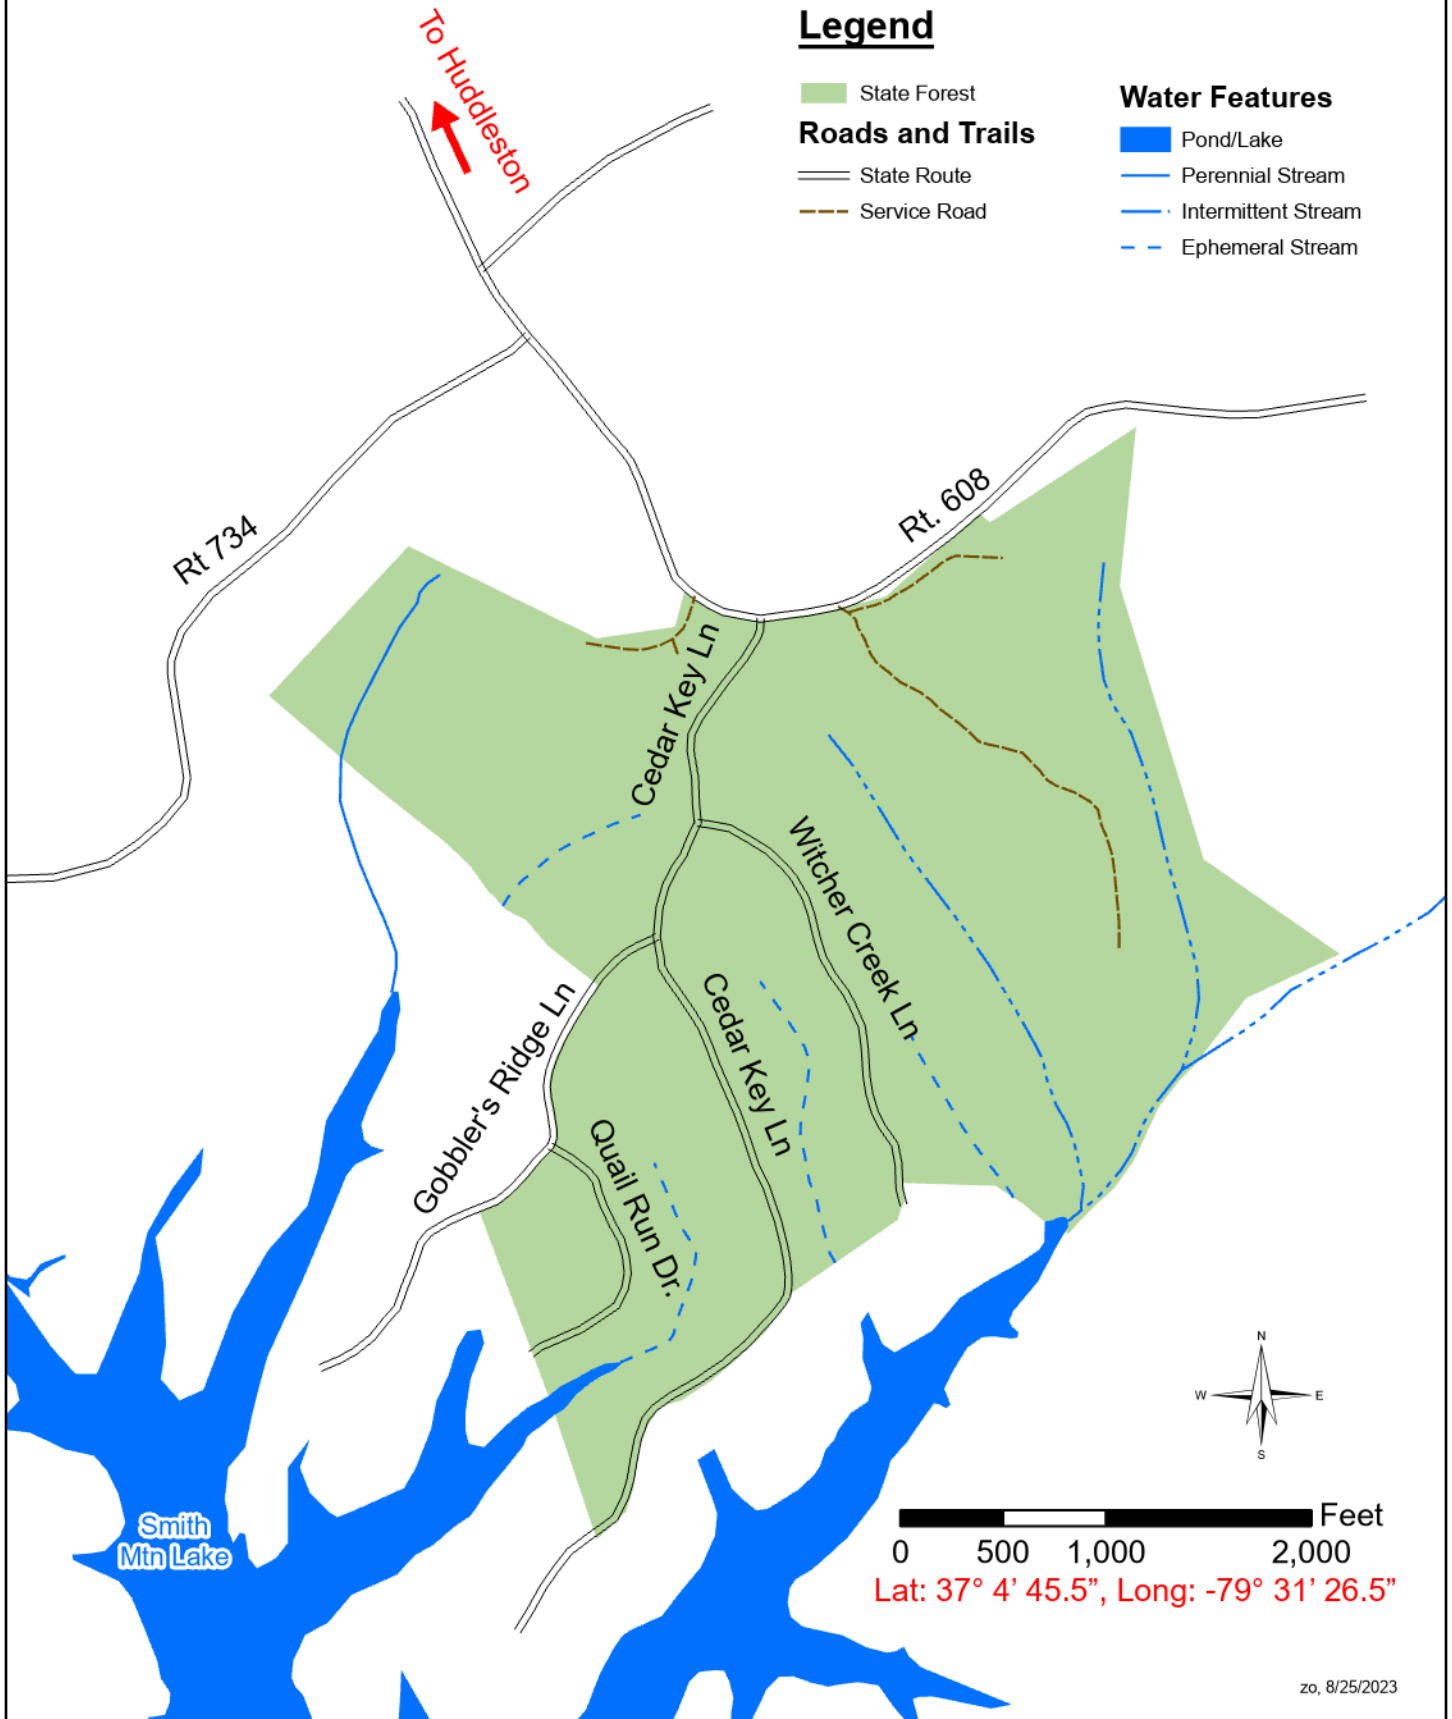 To Huddleston
Legend
State Forest
Roads and Trails
State Route
Service Road
Water Features
Pond/Lake
Perennial Stream
Intermittent Stream
Ephemeral Stream
Rt 734
Rt. 608
Cedar Key Ln
Witcher Creek Ln
Cedar Key Ln
Gobbler's Ridge Ln
Quail Run Dr.
Smith
Mtn Lake
N
W E
S
Feet
0 500 1,000 2,000
Lat: 37° 4’ 45.5”, Long: -79° 31’ 26.5”
zo, 8/25/2023